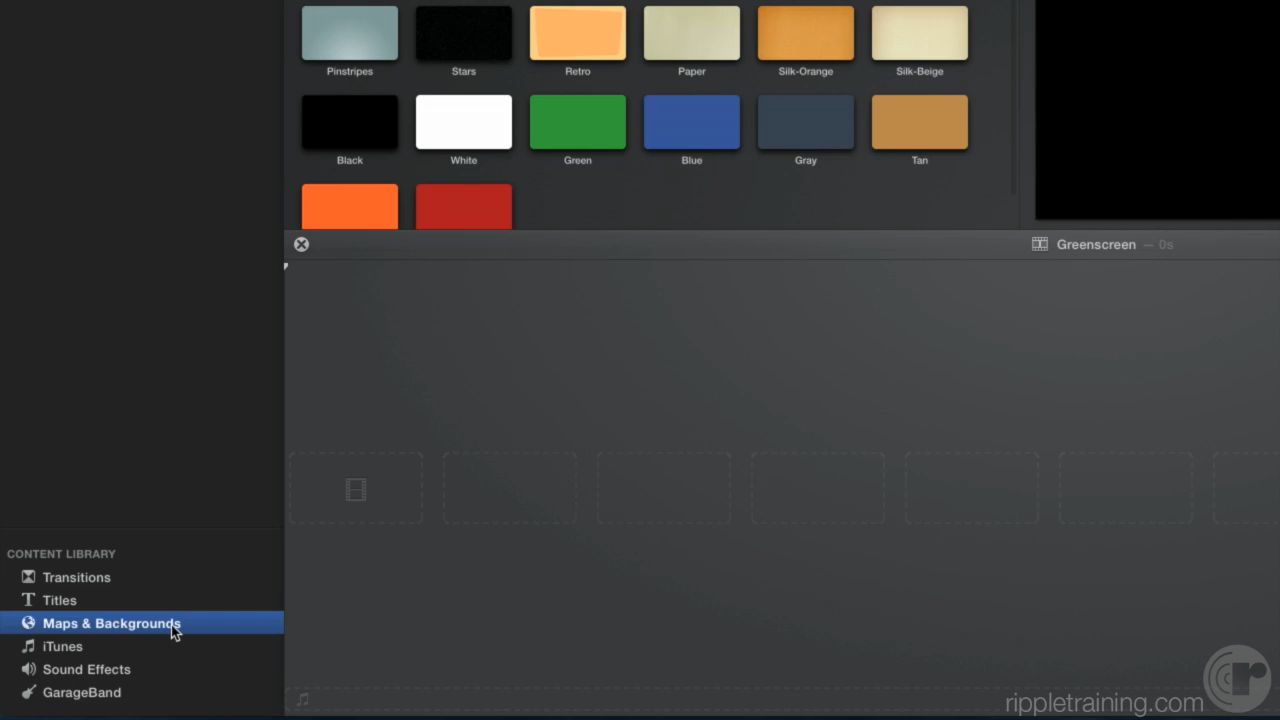 Pinstripes
Stars
Retro
Paper
Silk-Orange
Silk-Beige
Black
White
Green
Blue
Gray
Tan
Greenscreen — 0s
CONTENT LIBRARY
Transitions
Titles
Maps & Backgrounds
iTunes
Sound Effects
GarageBand
rippletraining.com